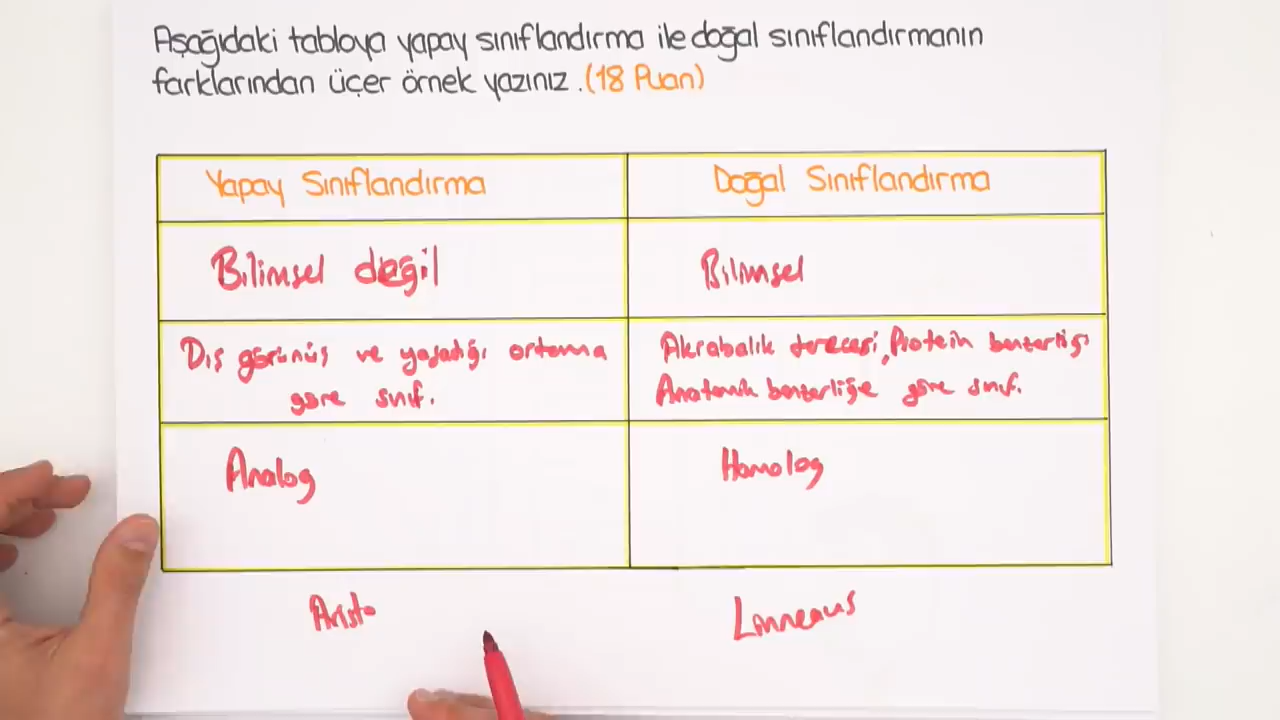 Aşağıdaki tabloya yapay sınıflandırma ile doğal sınıflandırmanın
farklarından üçer örnek yazınız. (18 Puan)
Yapay Sınıflandırma
Doğal Sınıflandırma
Bilimsel değil
Bilimsel
Dış görünüş ve yaşadığı ortama
göre sınıf.
Akrabalık derecesi, Protein benzerliği
Anatomik benzerliğe göre sınıf.
Analog
Homolog
Aristo
Linneaus